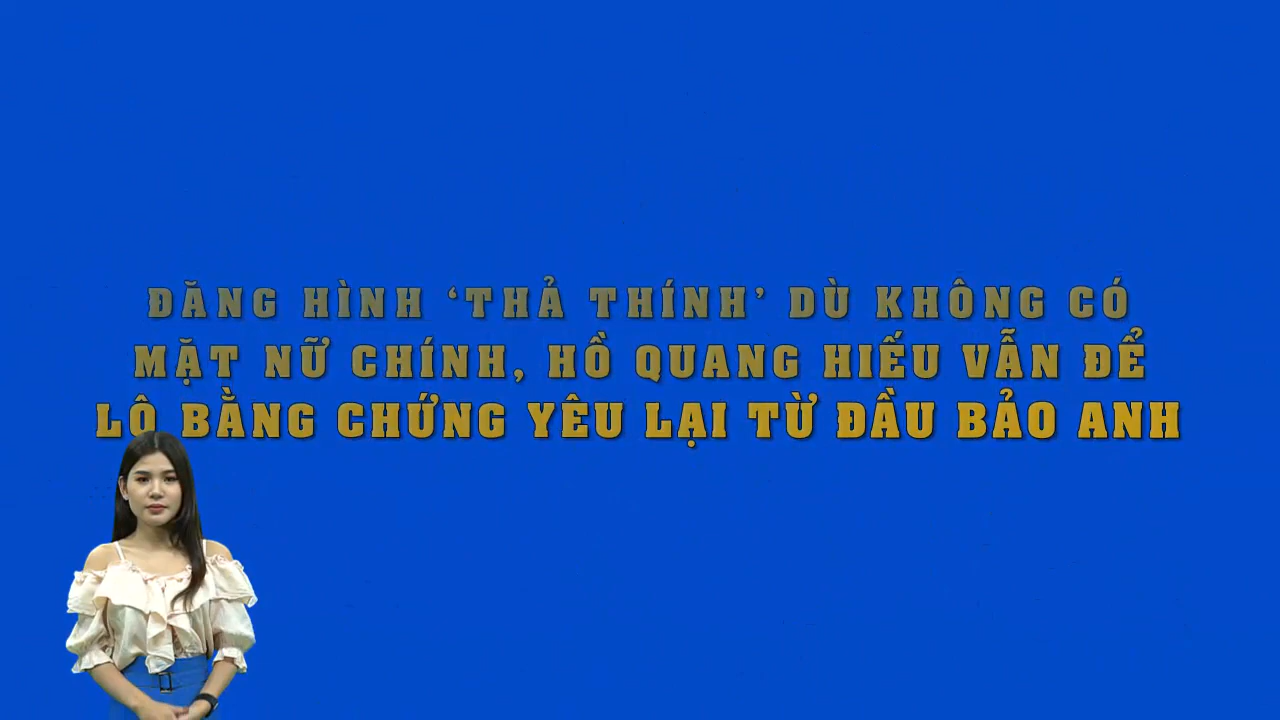 ĐĂNG HÌNH ‘THẢ THÍNH’ DÙ KHÔNG CÓ
MẶT NỮ CHÍNH, HỒ QUANG HIẾU VẪN ĐỂ
LỘ BẰNG CHỨNG YÊU LẠI TỪ ĐẦU BẢO ANH